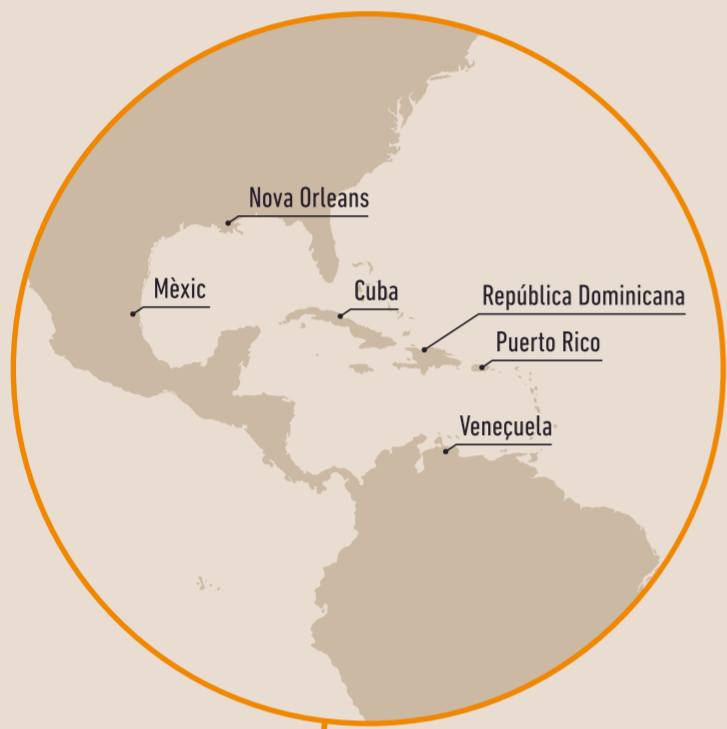 Nova Orleans
Mèxic
Cuba
República Dominicana
Puerto Rico
Veneçuela